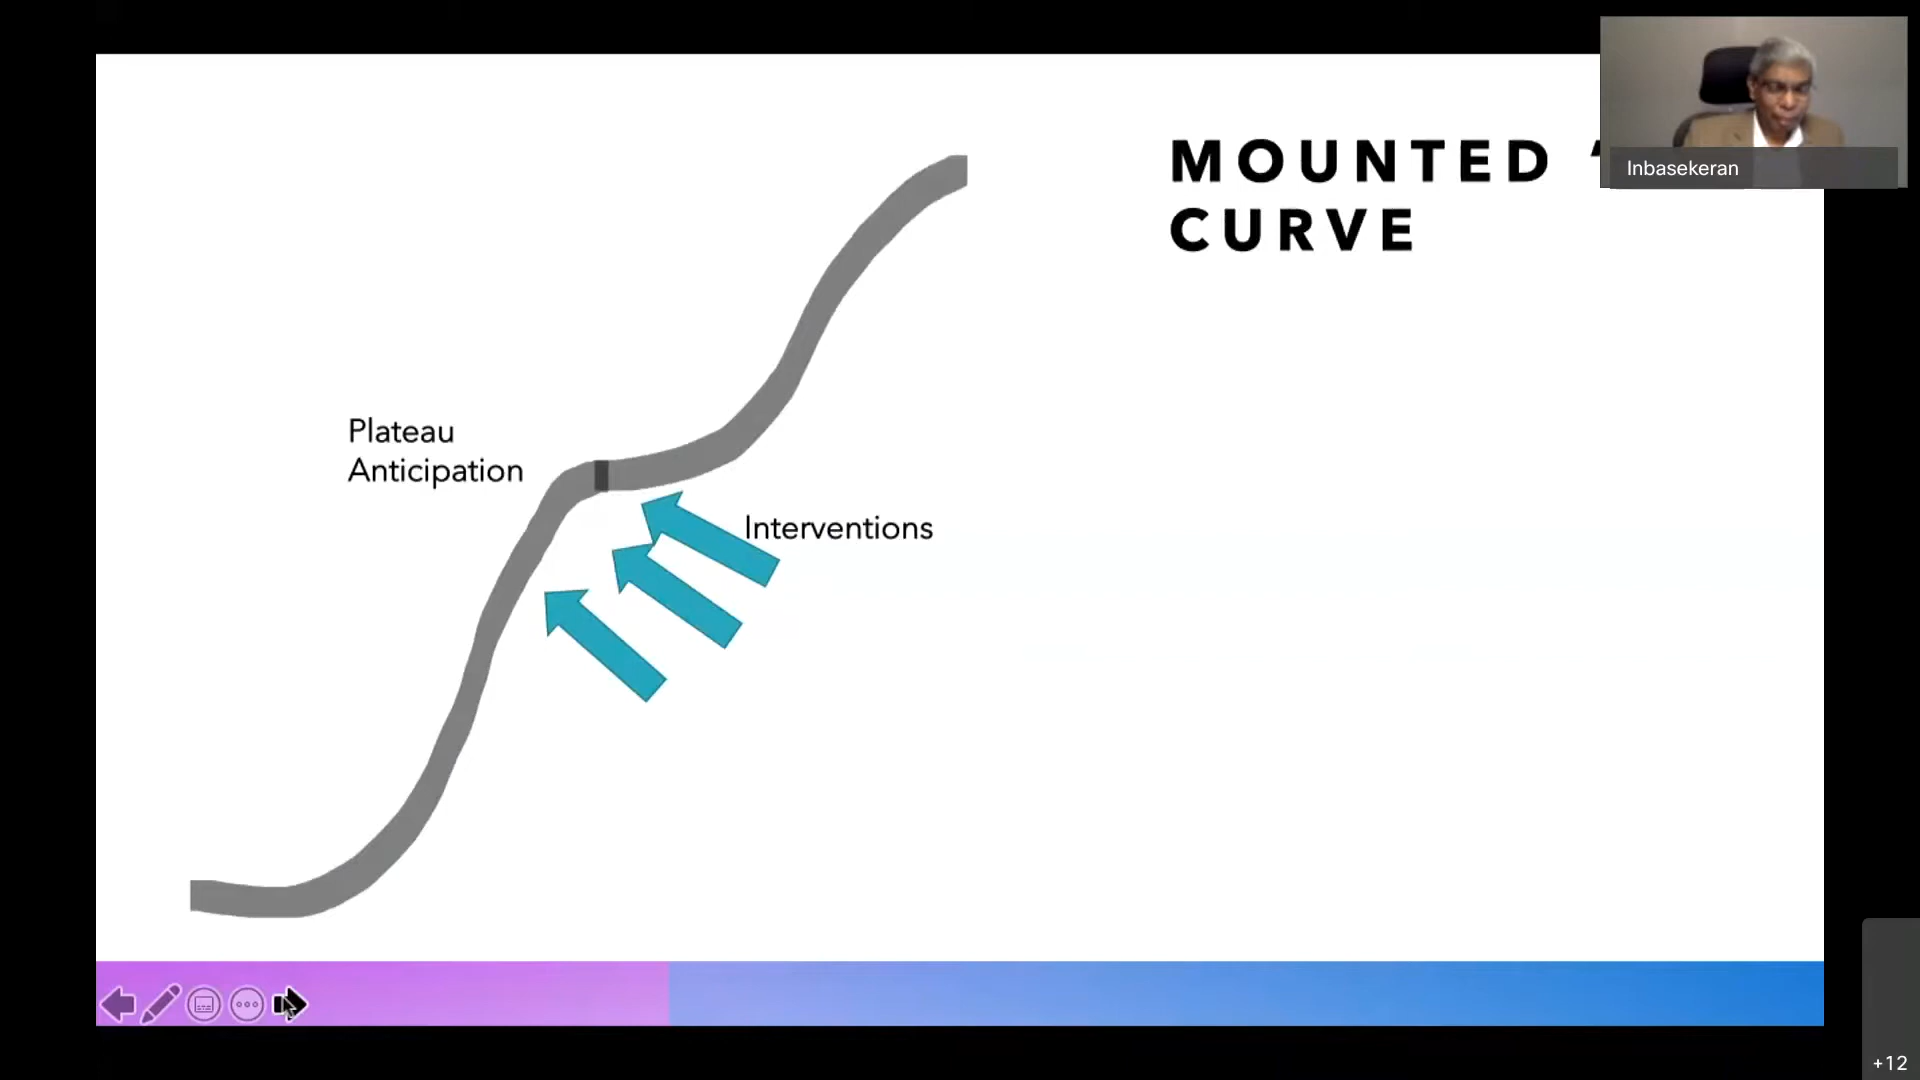 MOUNTED ‘
CURVE
Inbasekeran
Plateau
Anticipation
Interventions
+12